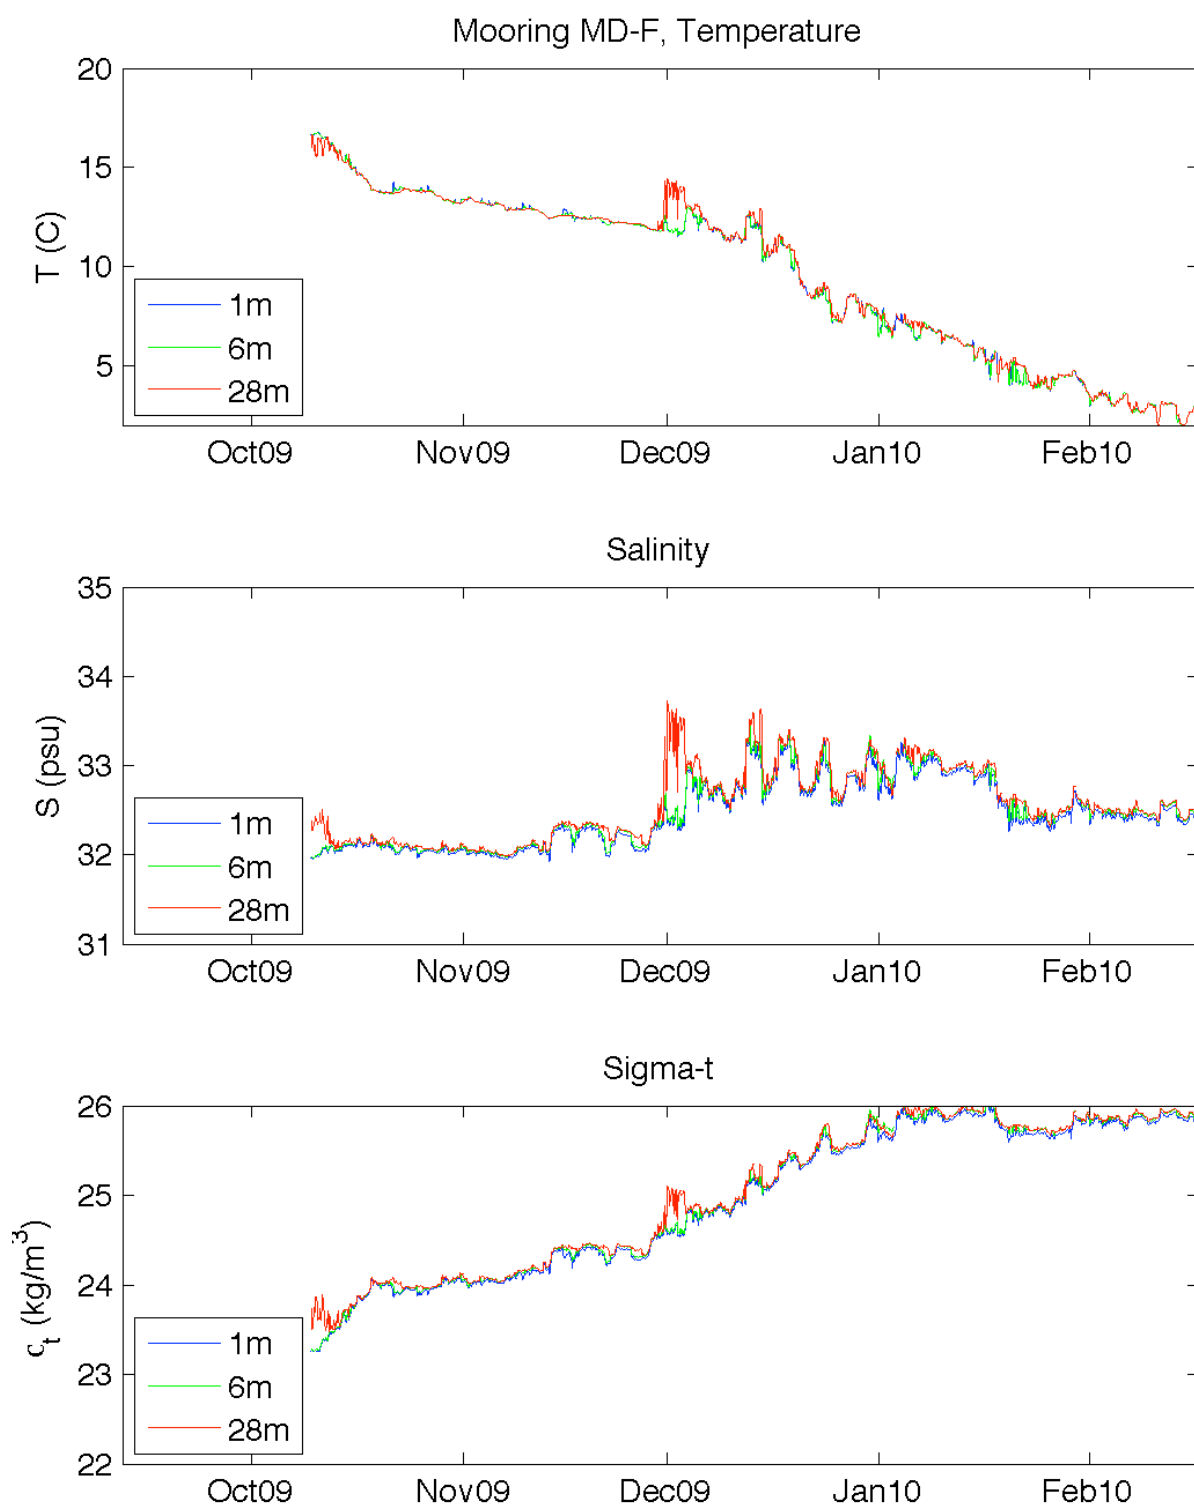 Mooring MD-F, Temperature
20
15
10
5
T (C)
1m
6m
28m
Oct09 Nov09 Dec09 Jan10 Feb10
Salinity
35
34
33
32
31
S (psu)
1m
6m
28m
Oct09 Nov09 Dec09 Jan10 Feb10
Sigma-t
26
25
24
23
22
c_t (kg/m³)
1m
6m
28m
Oct09 Nov09 Dec09 Jan10 Feb10